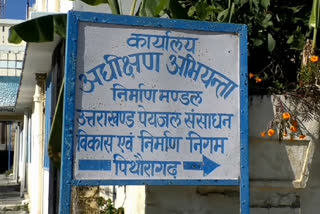 कार्यालय
अधीक्षण अभियन्ता
निर्माण मण्डल
उत्तराखण्ड पेयजल संसाधन
विकास एवं निर्माण निगम
पिथौरागढ़